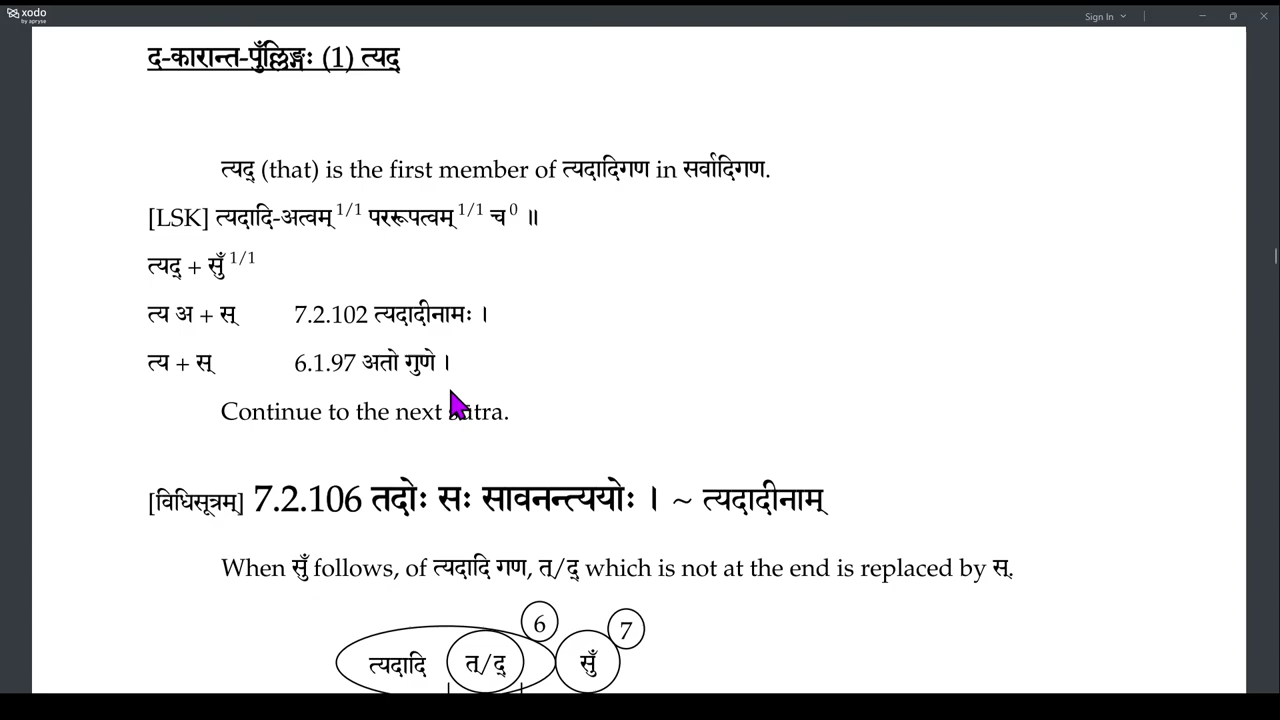 xodo
by apryse
Sign In
द-कारान्त-पुँल्लिङ्गः (1) त्यद्
त्यद् (that) is the first member of त्यदादिगण in सर्वादिगण.
[LSK] त्यदादि-अत्वम् 1/1 पररूपत्वम् 1/1 च 0 ॥
त्यद् + सुँ 1/1
त्य अ + स् 7.2.102 त्यदादीनामः ।
त्य + स् 6.1.97 अतो गुणे ।
Continue to the next sūtra.
[विधिसूत्रम्] 7.2.106 तदोः सः सावनन्त्ययोः । ~ त्यदादीनाम्
When सुँ follows, of त्यदादि गण, त्/द् which is not at the end is replaced by स्.
6 7
त्यदादि त्/द् सुँ